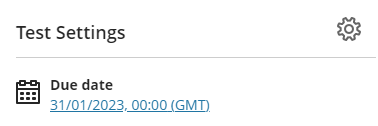 Test Settings
Due date
31/01/2023, 00:00 (GMT)